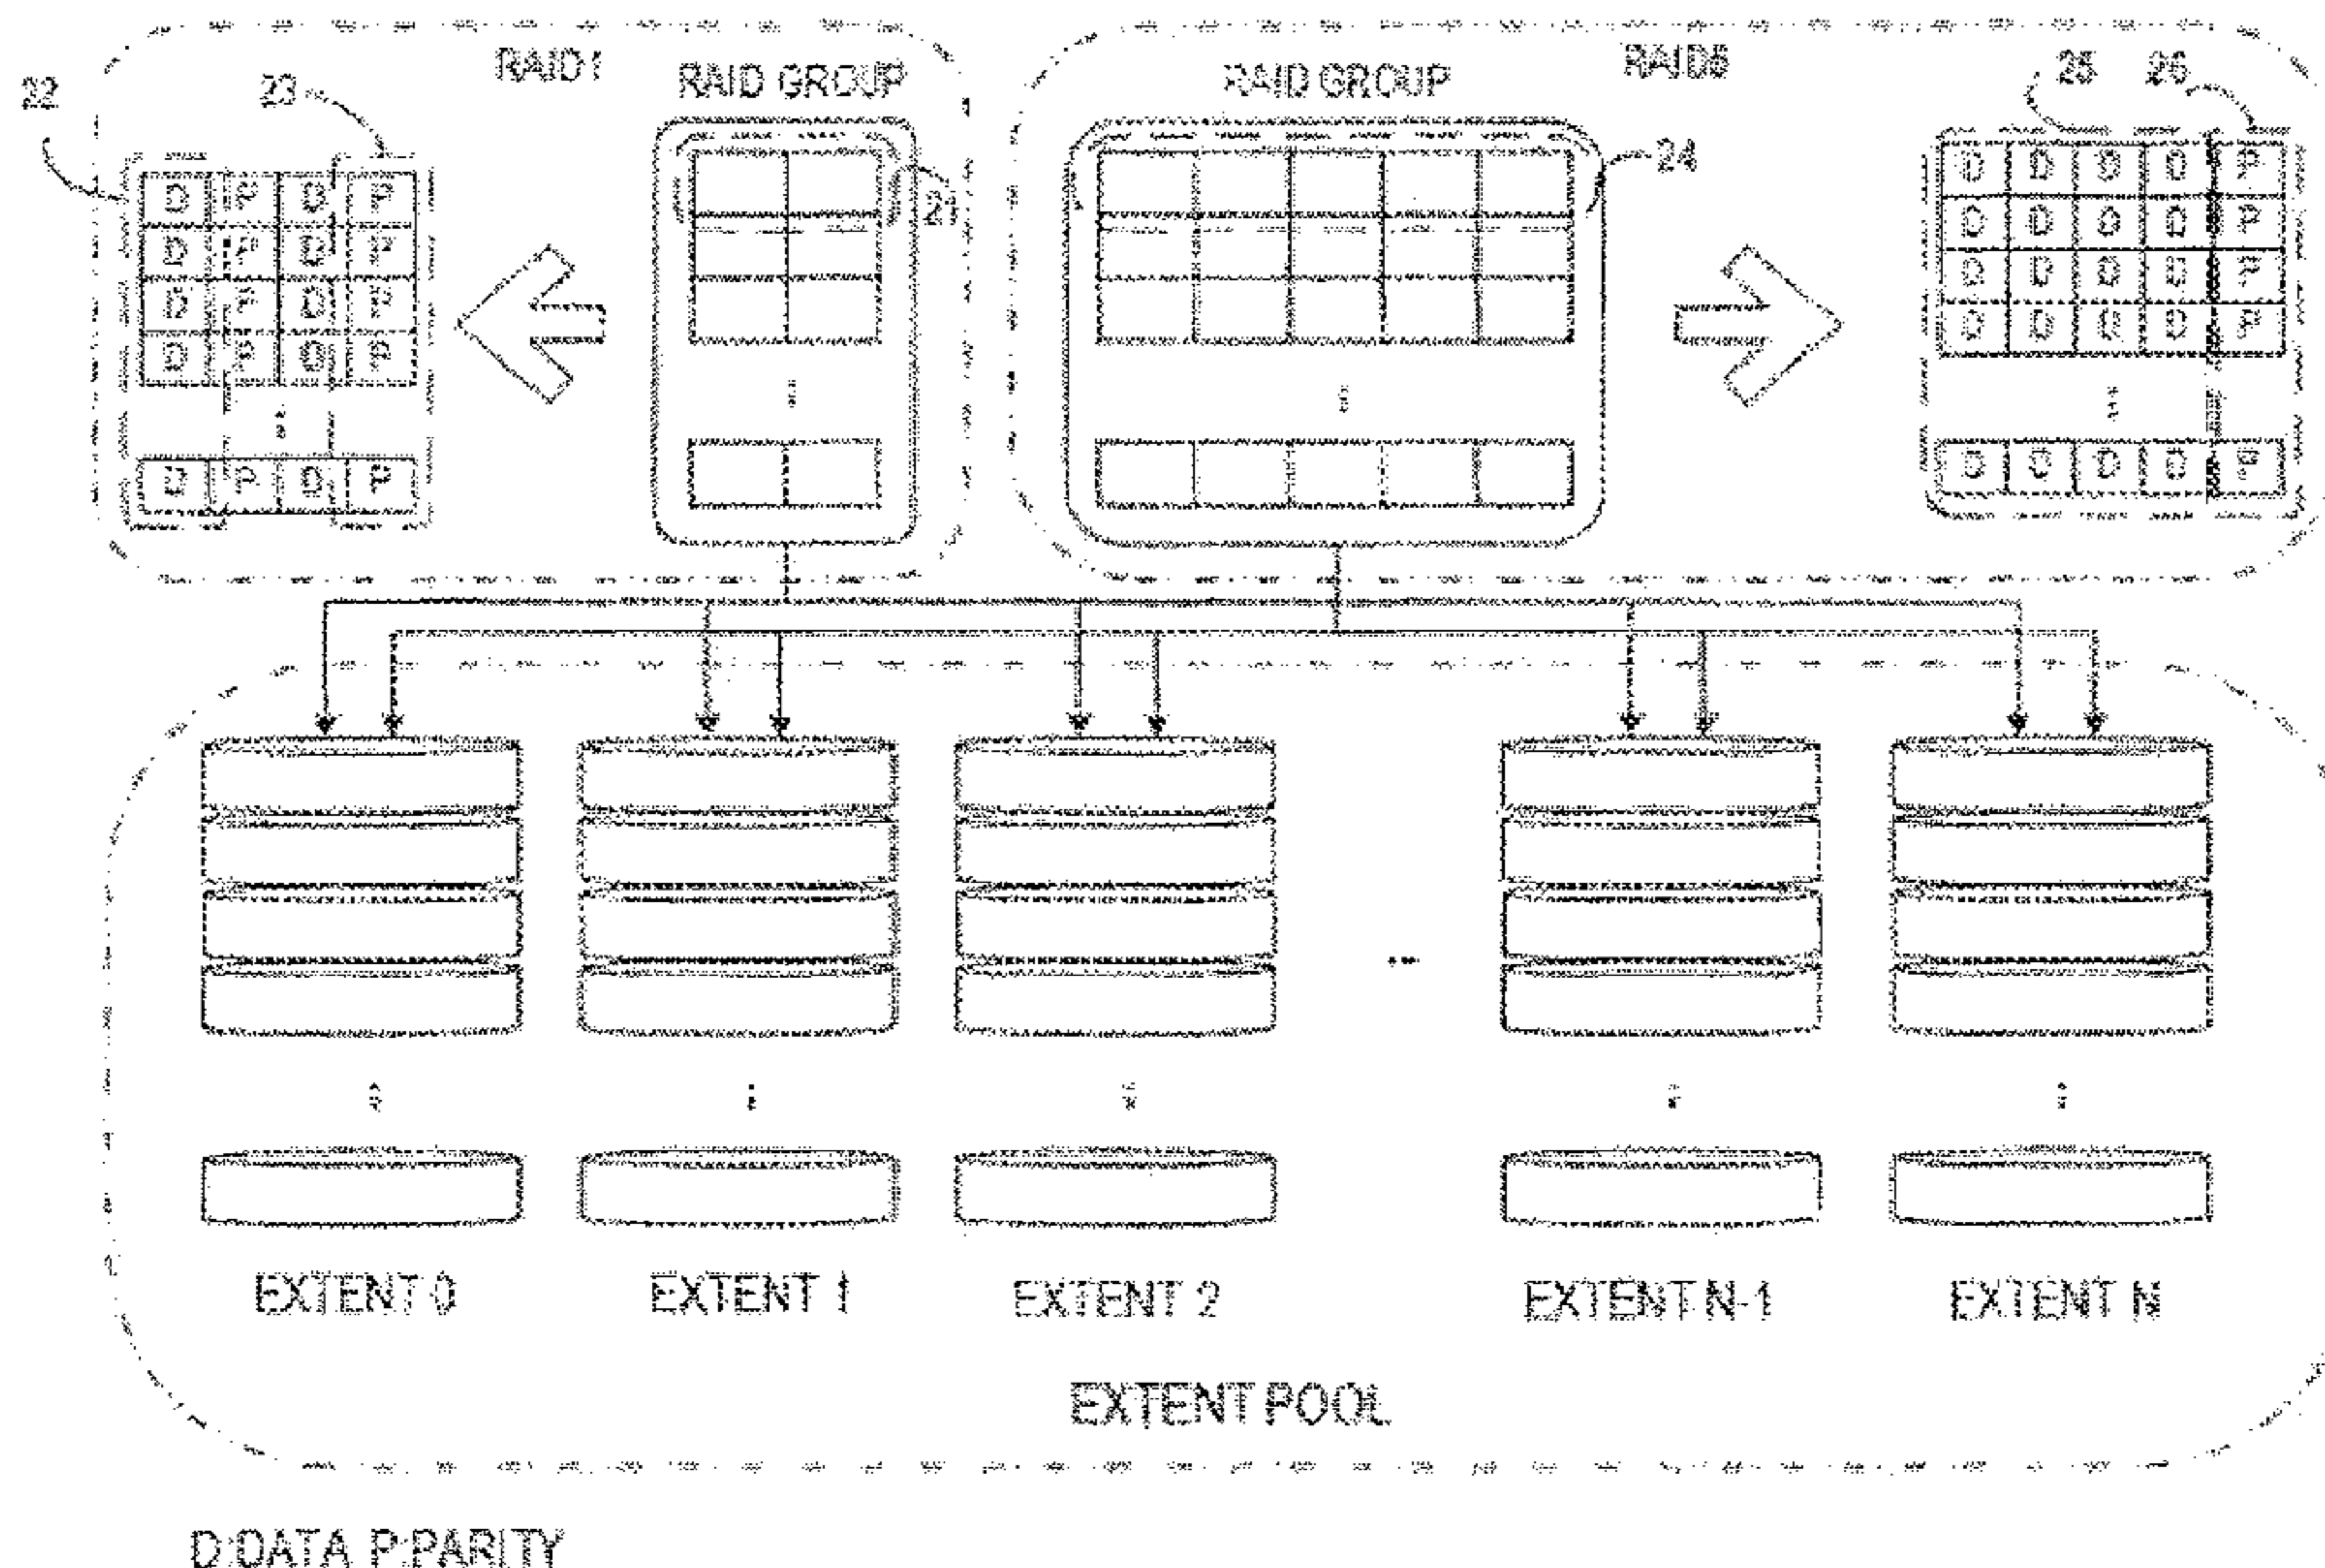 RAID1
RAID GROUP
RAID GROUP
RAID5
22
23
21
24
25
26
D P D P
D P D P
D P D P
D P D P
D P D P
D D D D P
D D D D P
D D D D P
D D D D P
D D D D P
EXTENT 0
EXTENT 1
EXTENT 2
EXTENT N-1
EXTENT N
EXTENT POOL
D:DATA P:PARITY